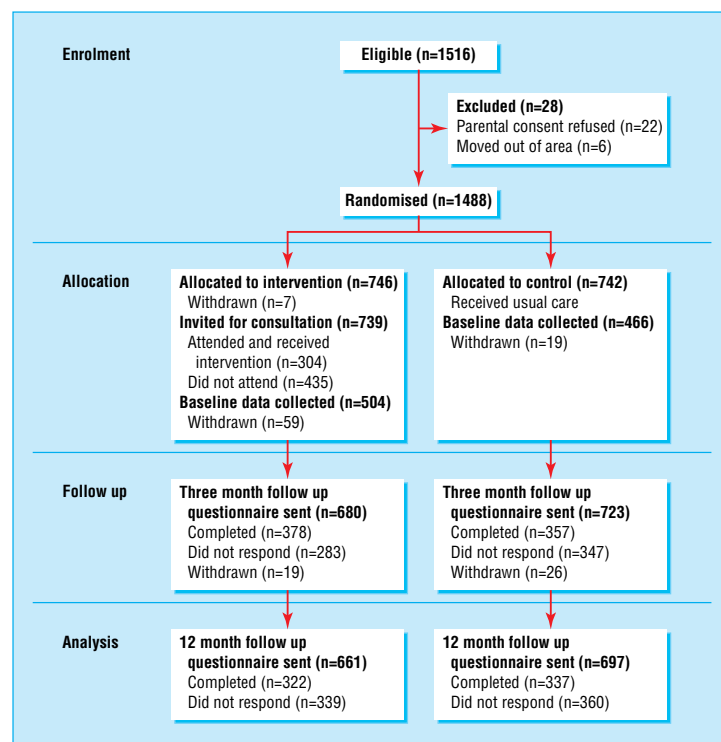 Enrolment
Eligible (n=1516)
Excluded (n=28)
Parental consent refused (n=22)
Moved out of area (n=6)
Randomised (n=1488)
Allocation
Allocated to intervention (n=746)
Withdrawn (n=7)
Invited for consultation (n=739)
Attended and received
intervention (n=304)
Did not attend (n=435)
Baseline data collected (n=504)
Withdrawn (n=59)
Allocated to control (n=742)
Received usual care
Baseline data collected (n=466)
Withdrawn (n=19)
Follow up
Three month follow up
questionnaire sent (n=680)
Completed (n=378)
Did not respond (n=283)
Withdrawn (n=19)
Three month follow up
questionnaire sent (n=723)
Completed (n=357)
Did not respond (n=347)
Withdrawn (n=26)
Analysis
12 month follow up
questionnaire sent (n=661)
Completed (n=322)
Did not respond (n=339)
12 month follow up
questionnaire sent (n=697)
Completed (n=337)
Did not respond (n=360)